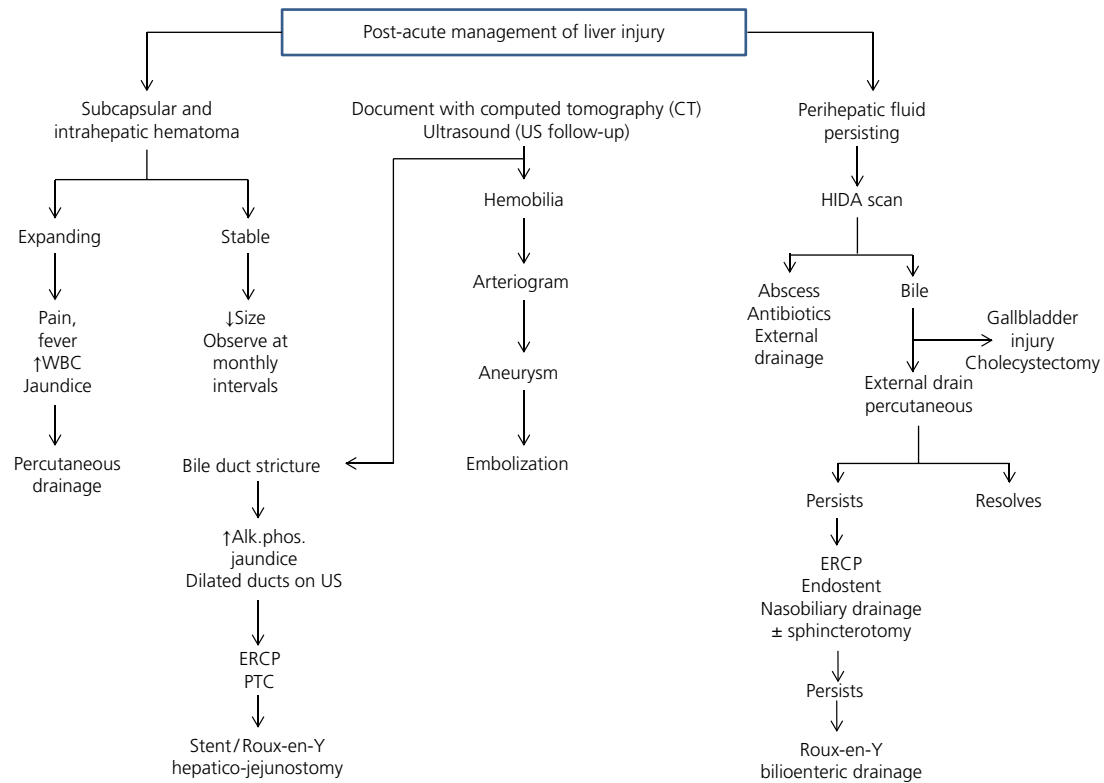 Post-acute management of liver injury
Subcapsular and
intrahepatic hematoma
Expanding
Pain,
fever
↑WBC
Jaundice
Percutaneous
drainage
Stable
↓Size
Observe at
monthly
intervals
Document with computed tomography (CT)
Ultrasound (US follow-up)
Hemobilia
Arteriogram
Aneurysm
Embolization
Bile duct stricture
↑Alk.phos.
jaundice
Dilated ducts on US
ERCP
PTC
Stent/Roux-en-Y
hepatico-jejunostomy
Perihepatic fluid
persisting
HIDA scan
Abscess
Antibiotics
External
drainage
Bile
Gallbladder
injury
Cholecystectomy
External drain
percutaneous
Persists
ERCP
Endostent
Nasobiliary drainage
± sphincterotomy
Persists
Roux-en-Y
bilioenteric drainage
Resolves